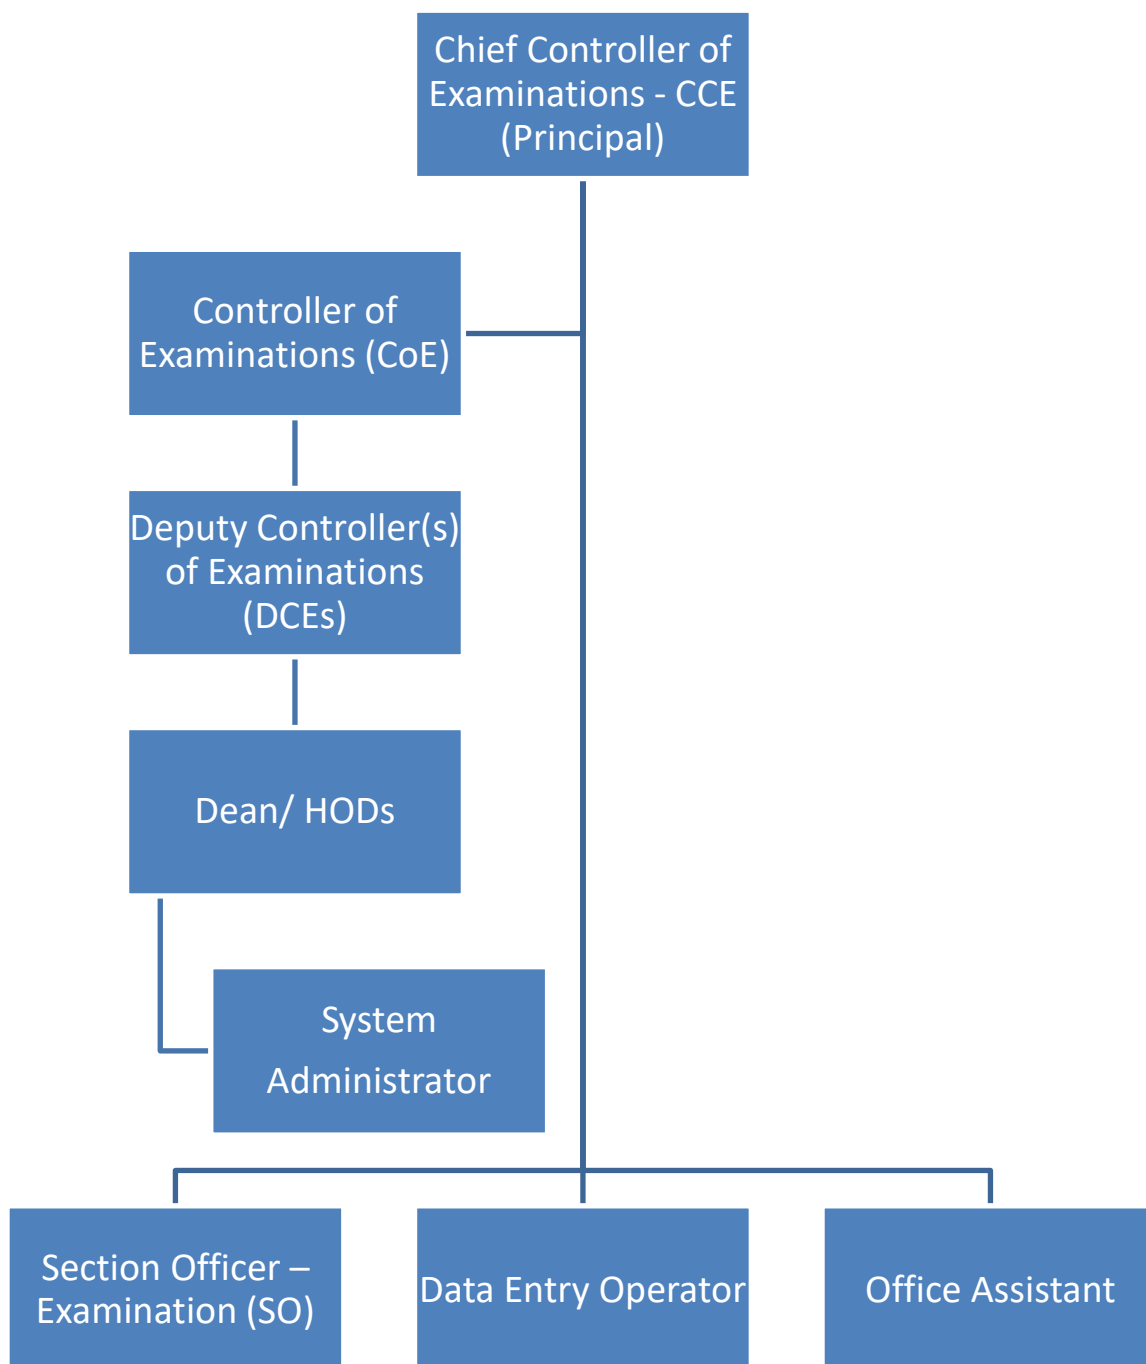 Chief Controller of
Examinations - CCE
(Principal)
Controller of
Examinations (CoE)
Deputy Controller(s)
of Examinations
(DCEs)
Dean/ HODs
System
Administrator
Section Officer –
Examination (SO)
Data Entry Operator
Office Assistant